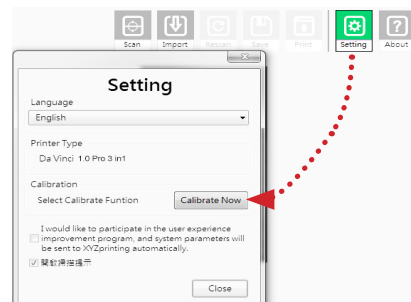 Scan Import Rescan Save Print Setting About
Setting
Language
English
Printer Type
Da Vinci 1.0 Pro 3 in1
Calibration
Select Calibrate Funtion Calibrate Now
I would like to participate in the user experience
improvement program, and system parameters will
be sent to XYZprinting automatically.
開啟掃描提示
Close